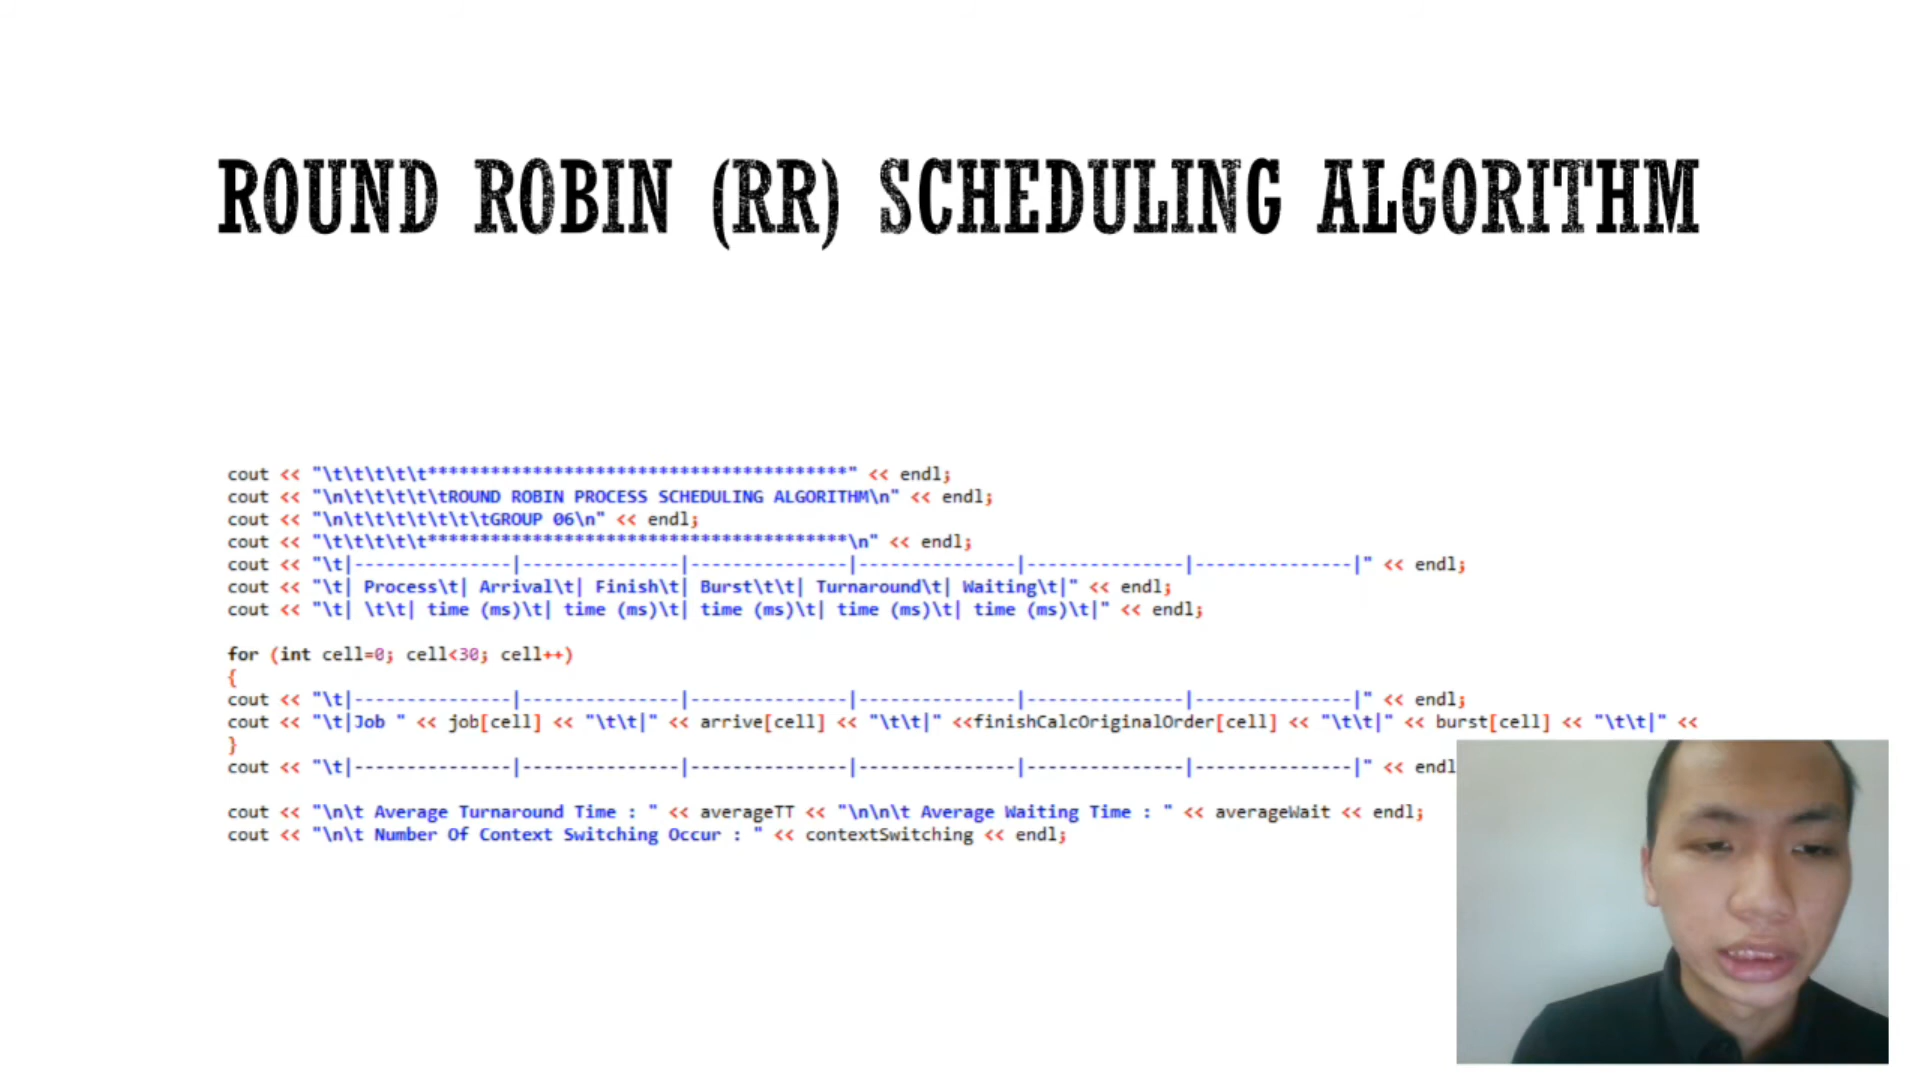 ROUND ROBIN (RR) SCHEDULING ALGORITHM
cout << "\t\t\t\t\t****************************************" << endl;
cout << "\n\t\t\t\t\tROUND ROBIN PROCESS SCHEDULING ALGORITHM\n" << endl;
cout << "\n\t\t\t\t\t\t\tGROUP 06\n" << endl;
cout << "\t\t\t\t\t****************************************\n" << endl;
cout << "\t|---------------|---------------|---------------|---------------|---------------|---------------|" << endl;
cout << "\t| Process\t| Arrival\t| Finish\t| Burst\t\t| Turnaround\t| Waiting\t|" << endl;
cout << "\t| \t\t| time (ms)\t| time (ms)\t| time (ms)\t| time (ms)\t| time (ms)\t|" << endl;
for (int cell=0; cell<30; cell++)
{
cout << "\t|---------------|---------------|---------------|---------------|---------------|---------------|" << endl;
cout << "\t|Job " << job[cell] << "\t\t|" << arrive[cell] << "\t\t|" <<finishCalcOriginalOrder[cell] << "\t\t|" << burst[cell] << "\t\t|" <<
}
cout << "\t|---------------|---------------|---------------|---------------|---------------|---------------|" << endl
cout << "\n\t Average Turnaround Time : " << averageTT << "\n\n\t Average Waiting Time : " << averageWait << endl;
cout << "\n\t Number Of Context Switching Occur : " << contextSwitching << endl;